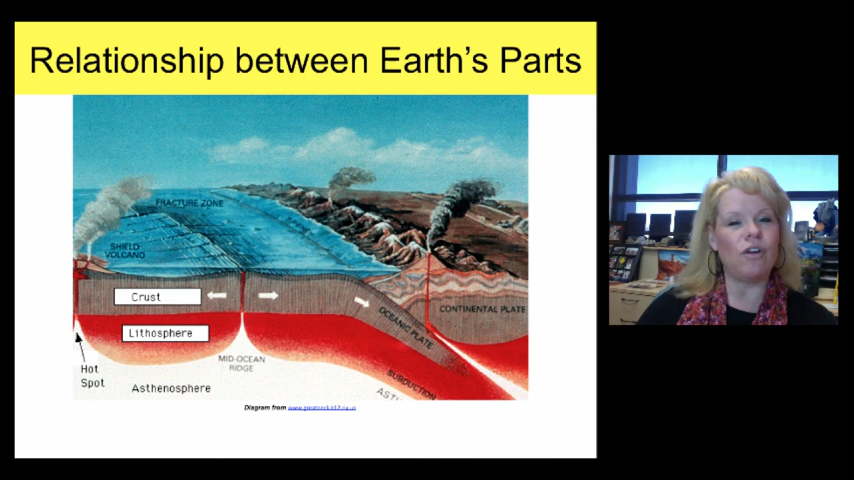 Relationship between Earth's Parts
FRACTURE ZONE
SHIELD
VOLCANO
Crust
CONTINENTAL PLATE
OCEANIC PLATE
Lithosphere
MID-OCEAN
RIDGE
Hot
Spot
Asthenosphere
SUBDUCTION
Diagram from